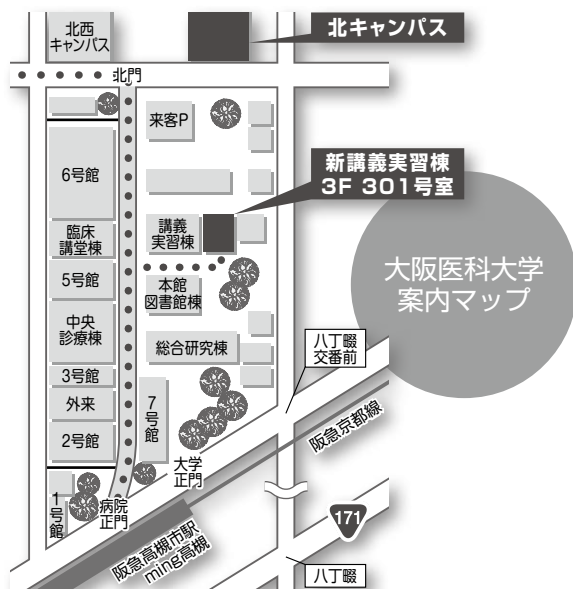 北西
キャンパス
北キャンパス
北門
来客P
6号館
新講義実習棟
3F 301号室
臨床
講堂棟
講義
実習棟
5号館
本館
図書館棟
大阪医科大学
案内マップ
中央
診療棟
総合研究棟
八丁畷
交番前
3号館
外来
7号館
2号館
阪急京都線
大学
正門
1号館
病院
正門
171
阪急高槻市駅
ming高槻
八丁畷